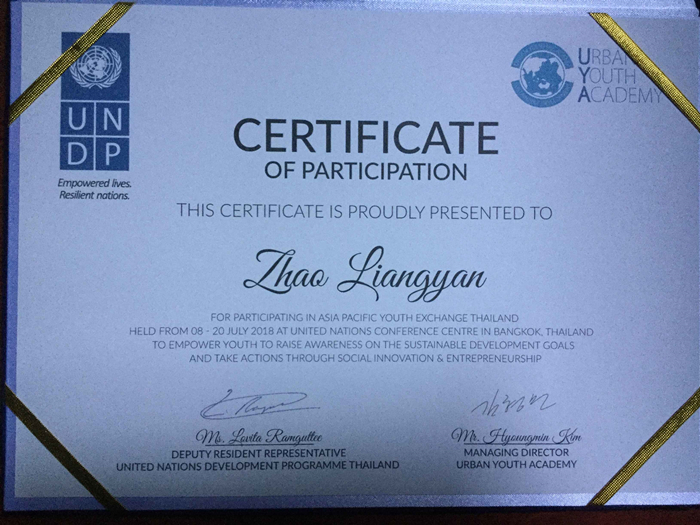 UN
DP
Empowered lives.
Resilient nations.
URBAN
YOUTH
ACADEMY
CERTIFICATE
OF PARTICIPATION
THIS CERTIFICATE IS PROUDLY PRESENTED TO
Zhao Liangyan
FOR PARTICIPATING IN ASIA PACIFIC YOUTH EXCHANGE THAILAND
HELD FROM 08 - 20 JULY 2018 AT UNITED NATIONS CONFERENCE CENTRE IN BANGKOK, THAILAND
TO EMPOWER YOUTH TO RAISE AWARENESS ON THE SUSTAINABLE DEVELOPMENT GOALS
AND TAKE ACTIONS THROUGH SOCIAL INNOVATION & ENTREPRENEURSHIP
Ms. Lovita Ramguttee
DEPUTY RESIDENT REPRESENTATIVE
UNITED NATIONS DEVELOPMENT PROGRAMME THAILAND
Mr. Hyoungmin Kim
MANAGING DIRECTOR
URBAN YOUTH ACADEMY